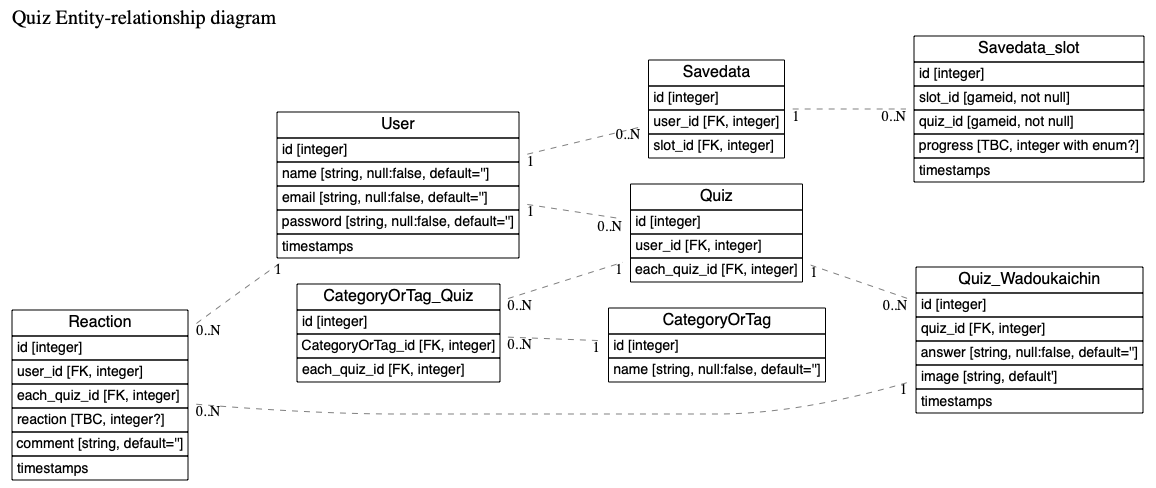 Quiz Entity-relationship diagram
Savedata_slot
id [integer]
slot_id [gameid, not null]
quiz_id [gameid, not null]
progress [TBC, integer with enum?]
timestamps
Savedata
id [integer]
user_id [FK, integer]
slot_id [FK, integer]
1
0..N
User
id [integer]
name [string, null:false, default='']
email [string, null:false, default='']
password [string, null:false, default='']
timestamps
1
0..N
1
0..N
1
Quiz
id [integer]
user_id [FK, integer]
each_quiz_id [FK, integer]
1
0..N
1
0..N
CategoryOrTag_Quiz
id [integer]
CategoryOrTag_id [FK, integer]
each_quiz_id [FK, integer]
0..N
1
CategoryOrTag
id [integer]
name [string, null:false, default='']
Quiz_Wadoukaichin
id [integer]
quiz_id [FK, integer]
answer [string, null:false, default='']
image [string, default']
timestamps
1
Reaction
id [integer]
user_id [FK, integer]
each_quiz_id [FK, integer]
reaction [TBC, integer?]
comment [string, default='']
timestamps
0..N
0..N